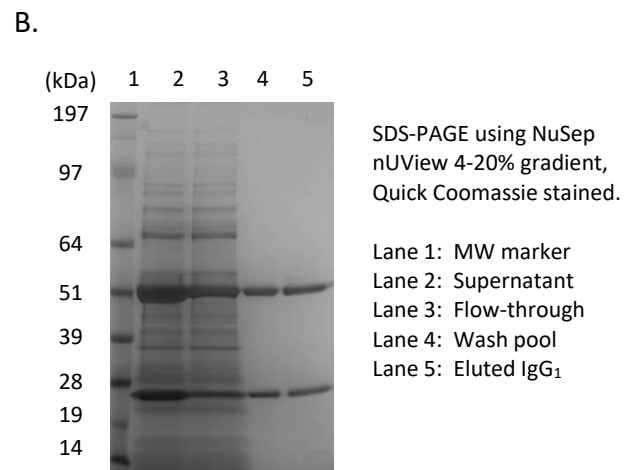 B.
(kDa) 1 2 3 4 5
197
97
64
51
39
28
19
14
SDS-PAGE using NuSep
nUView 4-20% gradient,
Quick Coomassie stained.
Lane 1: MW marker
Lane 2: Supernatant
Lane 3: Flow-through
Lane 4: Wash pool
Lane 5: Eluted IgG₁